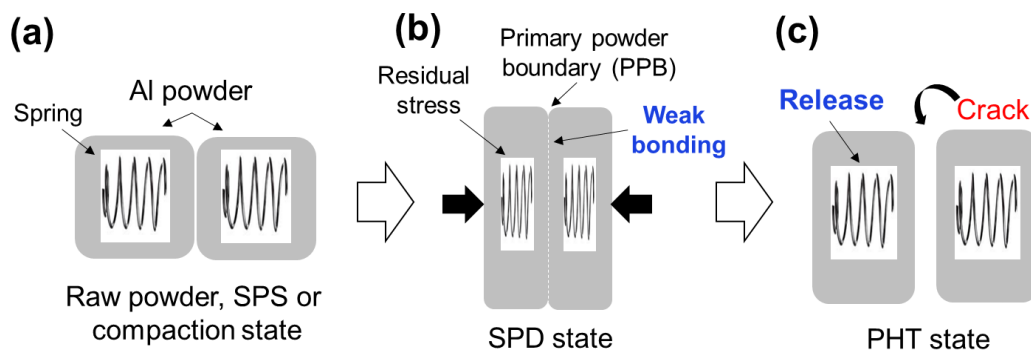 (a)
Al powder
Spring
Raw powder, SPS or
compaction state
(b)
Primary powder
boundary (PPB)
Residual
stress
Weak
bonding
SPD state
(c)
Release
Crack
PHT state